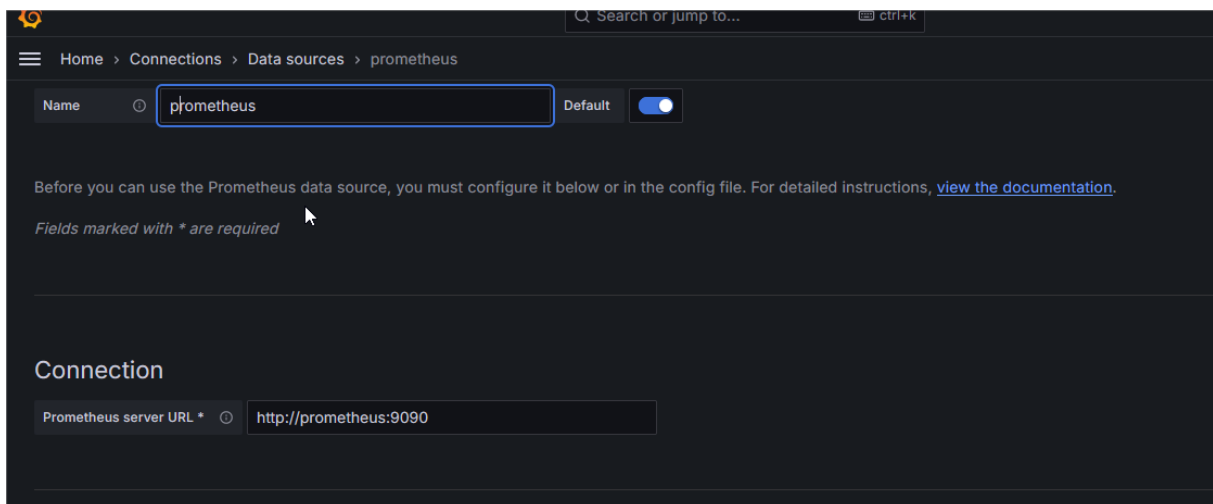 Search or jump to... ctrl+k
Home > Connections > Data sources > prometheus
Name prometheus Default
Before you can use the Prometheus data source, you must configure it below or in the config file. For detailed instructions, view the documentation.
Fields marked with * are required
Connection
Prometheus server URL * http://prometheus:9090